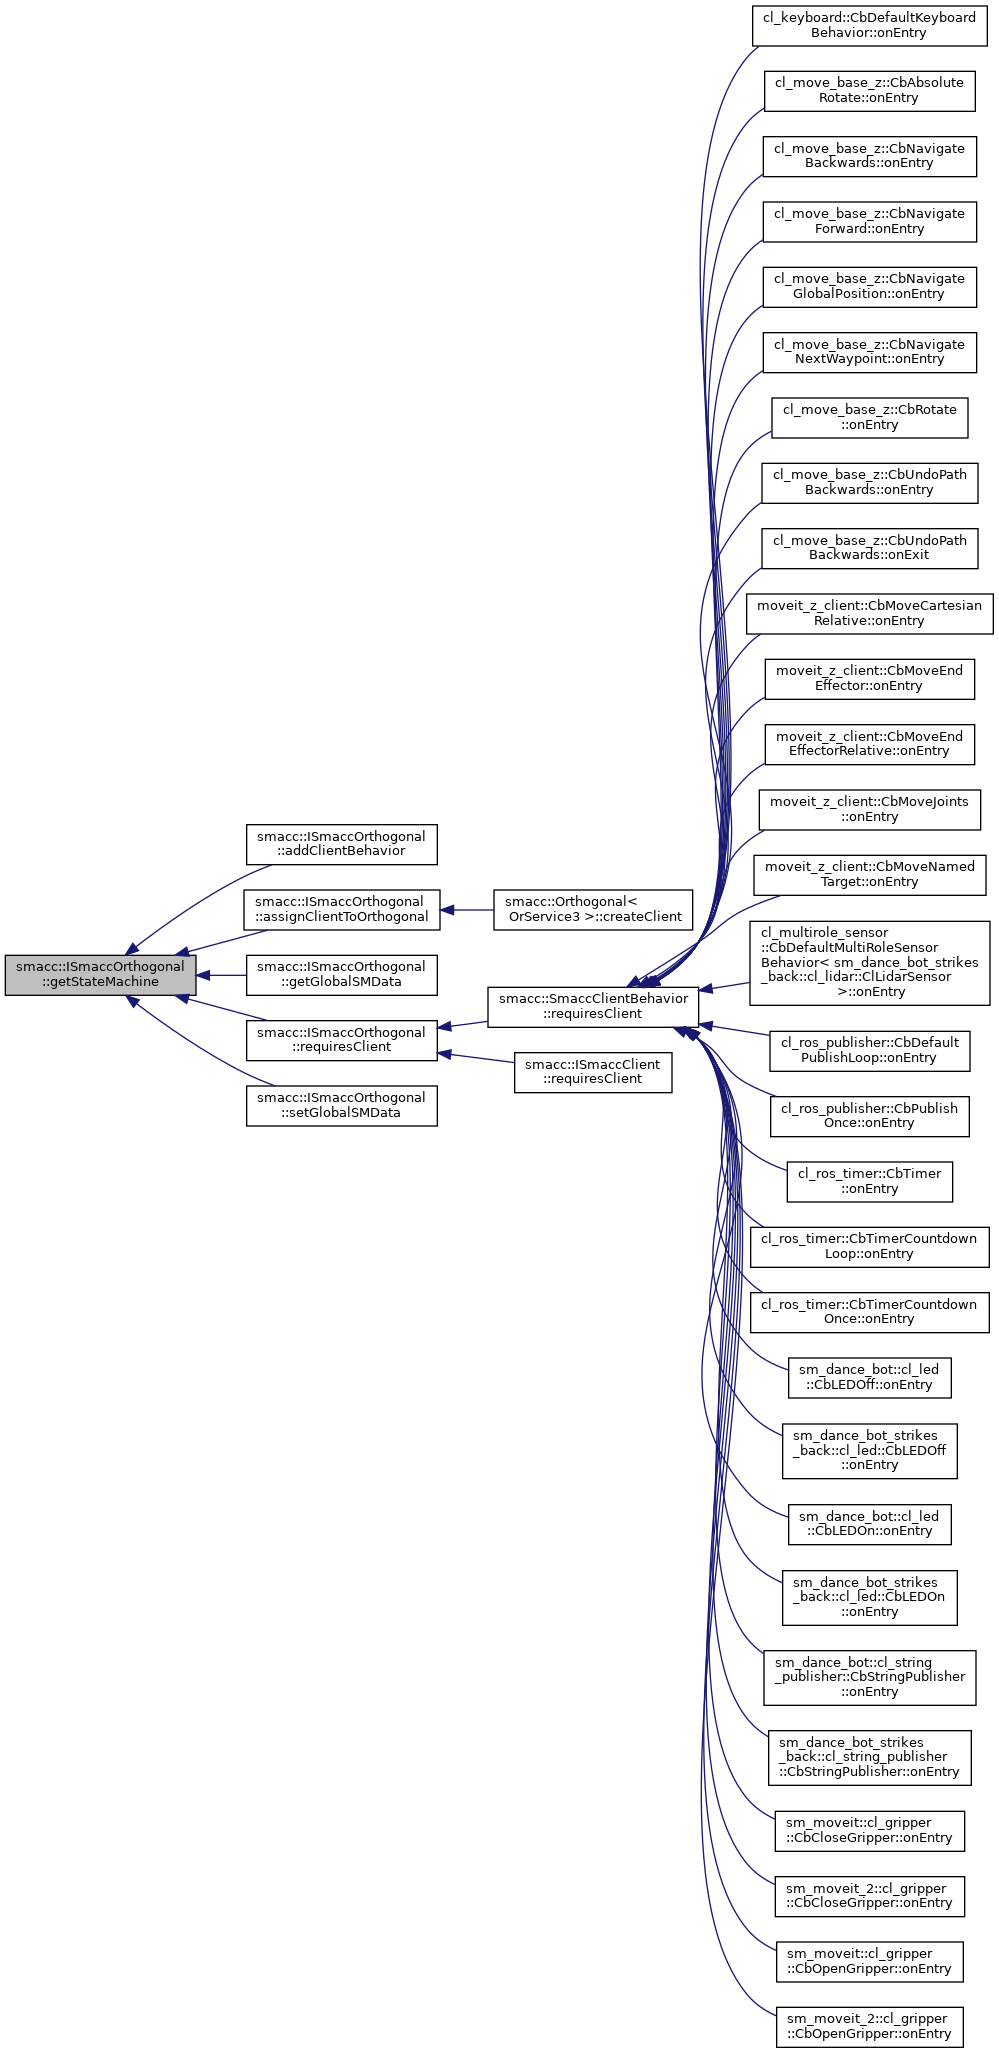 smacc::ISmaccOrthogonal
::getStateMachine
smacc::ISmaccOrthogonal
::addClientBehavior
smacc::ISmaccOrthogonal
::assignClientToOrthogonal
smacc::ISmaccOrthogonal
::getGlobalSMData
smacc::ISmaccOrthogonal
::requiresClient
smacc::ISmaccOrthogonal
::setGlobalSMData
smacc::Orthogonal<
OrService3 >::createClient
smacc::SmaccClientBehavior
::requiresClient
smacc::ISmaccClient
::requiresClient
cl_keyboard::CbDefaultKeyboard
Behavior::onEntry
cl_move_base_z::CbAbsolute
Rotate::onEntry
cl_move_base_z::CbNavigate
Backwards::onEntry
cl_move_base_z::CbNavigate
Forward::onEntry
cl_move_base_z::CbNavigate
GlobalPosition::onEntry
cl_move_base_z::CbNavigate
NextWaypoint::onEntry
cl_move_base_z::CbRotate
::onEntry
cl_move_base_z::CbUndoPath
Backwards::onEntry
cl_move_base_z::CbUndoPath
Backwards::onExit
moveit_z_client::CbMoveCartesian
Relative::onEntry
moveit_z_client::CbMoveEnd
Effector::onEntry
moveit_z_client::CbMoveEnd
EffectorRelative::onEntry
moveit_z_client::CbMoveJoints
::onEntry
moveit_z_client::CbMoveNamed
Target::onEntry
cl_multirole_sensor
::CbDefaultMultiRoleSensor
Behavior< sm_dance_bot_strikes
_back::cl_lidar::ClLidarSensor
>::onEntry
cl_ros_publisher::CbDefault
PublishLoop::onEntry
cl_ros_publisher::CbPublish
Once::onEntry
cl_ros_timer::CbTimer
::onEntry
cl_ros_timer::CbTimerCountdown
Loop::onEntry
cl_ros_timer::CbTimerCountdown
Once::onEntry
sm_dance_bot::cl_led
::CbLEDOff::onEntry
sm_dance_bot_strikes
_back::cl_led::CbLEDOff
::onEntry
sm_dance_bot::cl_led
::CbLEDOn::onEntry
sm_dance_bot_strikes
_back::cl_led::CbLEDOn
::onEntry
sm_dance_bot::cl_string
_publisher::CbStringPublisher
::onEntry
sm_dance_bot_strikes
_back::cl_string_publisher
::CbStringPublisher::onEntry
sm_moveit::cl_gripper
::CbCloseGripper::onEntry
sm_moveit_2::cl_gripper
::CbCloseGripper::onEntry
sm_moveit::cl_gripper
::CbOpenGripper::onEntry
sm_moveit_2::cl_gripper
::CbOpenGripper::onEntry